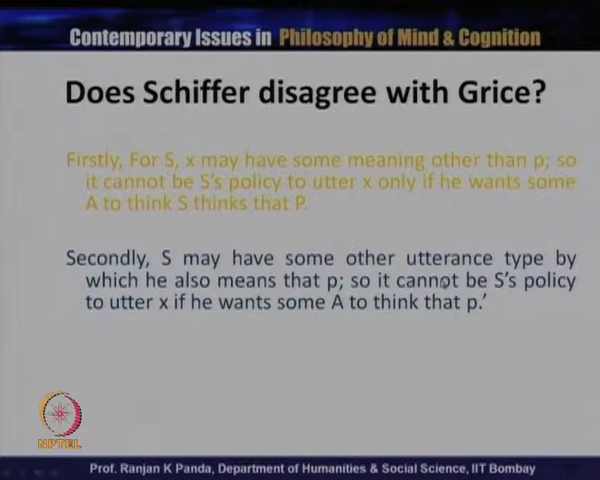 Contemporary Issues in Philosophy of Mind & Cognition
Does Schiffer disagree with Grice?
Firstly, For S, x may have some meaning other than p; so
it cannot be S's policy to utter x only if he wants some
A to think S thinks that P.
Secondly, S may have some other utterance type by
which he also means that p; so it cannot be S's policy
to utter x if he wants some A to think that p.'
NPTEL
Prof. Ranjan K Panda, Department of Humanities & Social Science, IIT Bombay